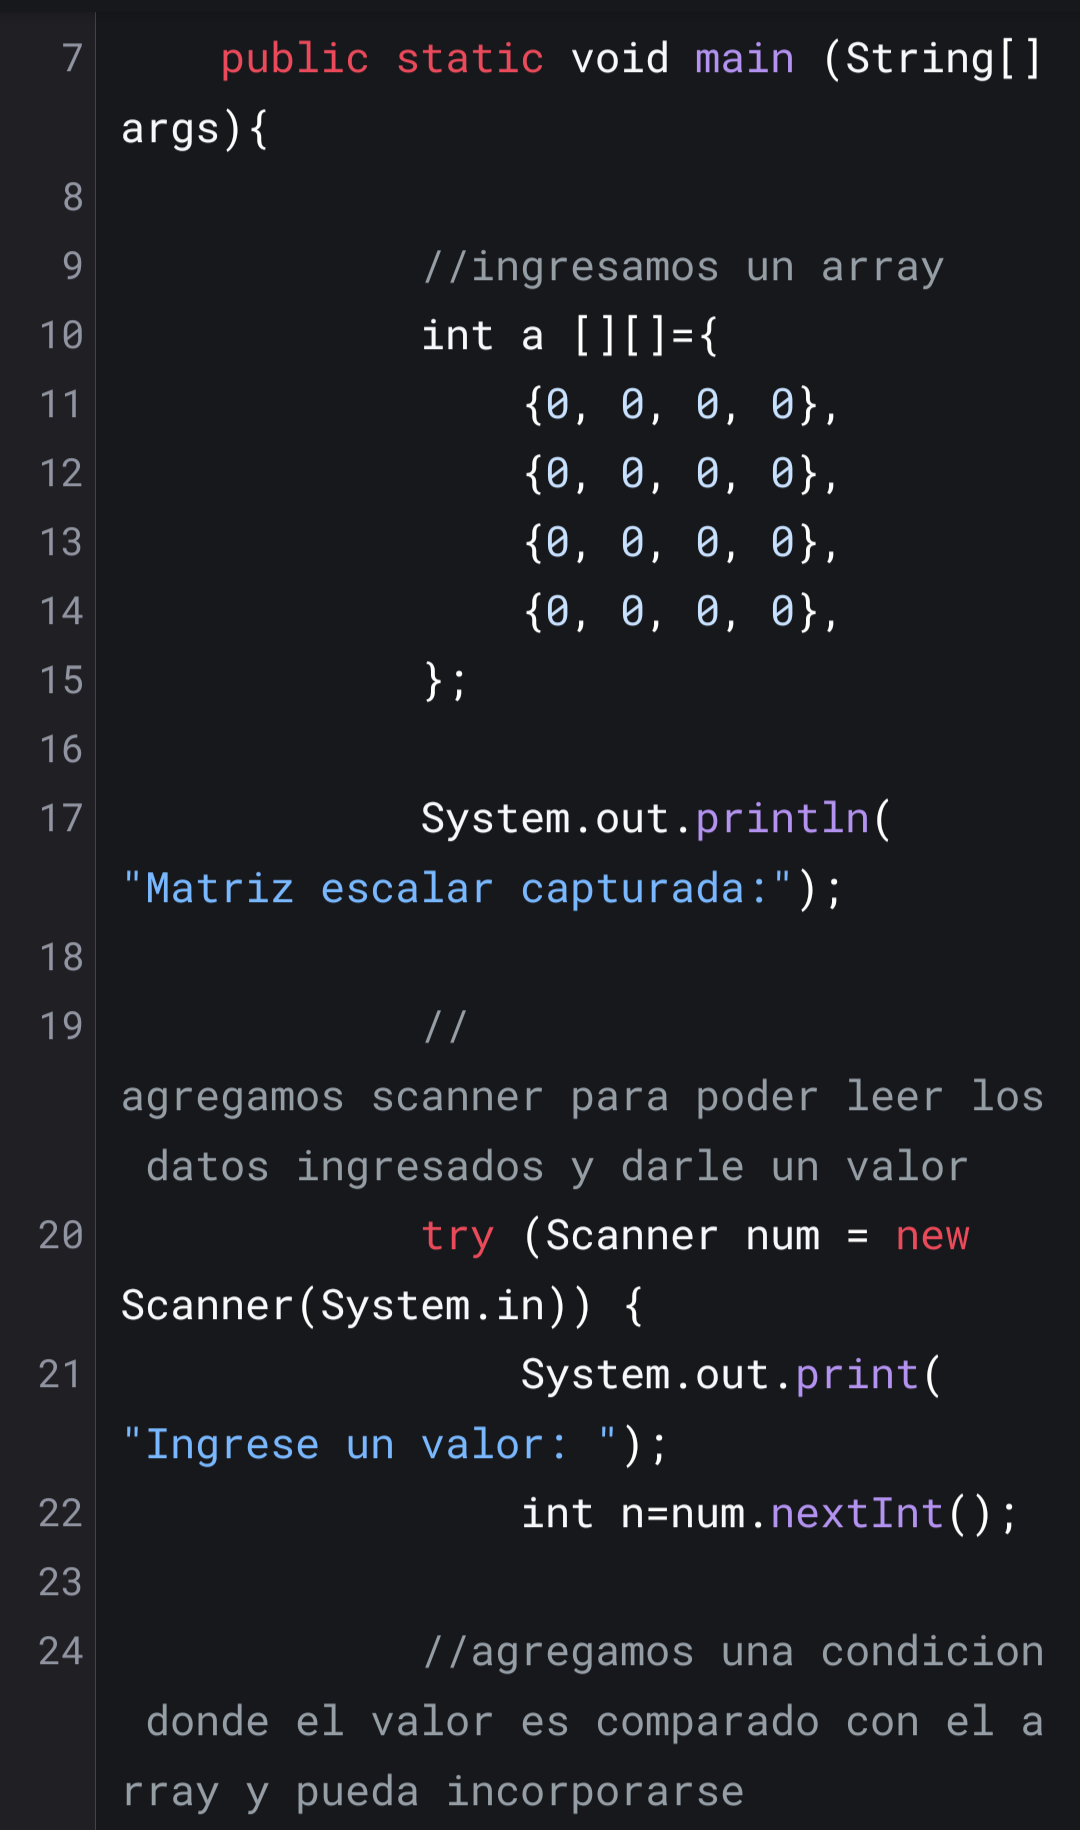 7 public static void main (String[]
args){
8
9 //ingresamos un array
10 int a [][]={
11 {0, 0, 0, 0},
12 {0, 0, 0, 0},
13 {0, 0, 0, 0},
14 {0, 0, 0, 0},
15 };
16
17 System.out.println(
"Matriz escalar capturada:");
18
19 //
agregamos scanner para poder leer los
datos ingresados y darle un valor
20 try (Scanner num = new
Scanner(System.in)) {
21 System.out.print(
"Ingrese un valor: ");
22 int n=num.nextInt();
23
24 //agregamos una condicion
donde el valor es comparado con el a
rray y pueda incorporarse